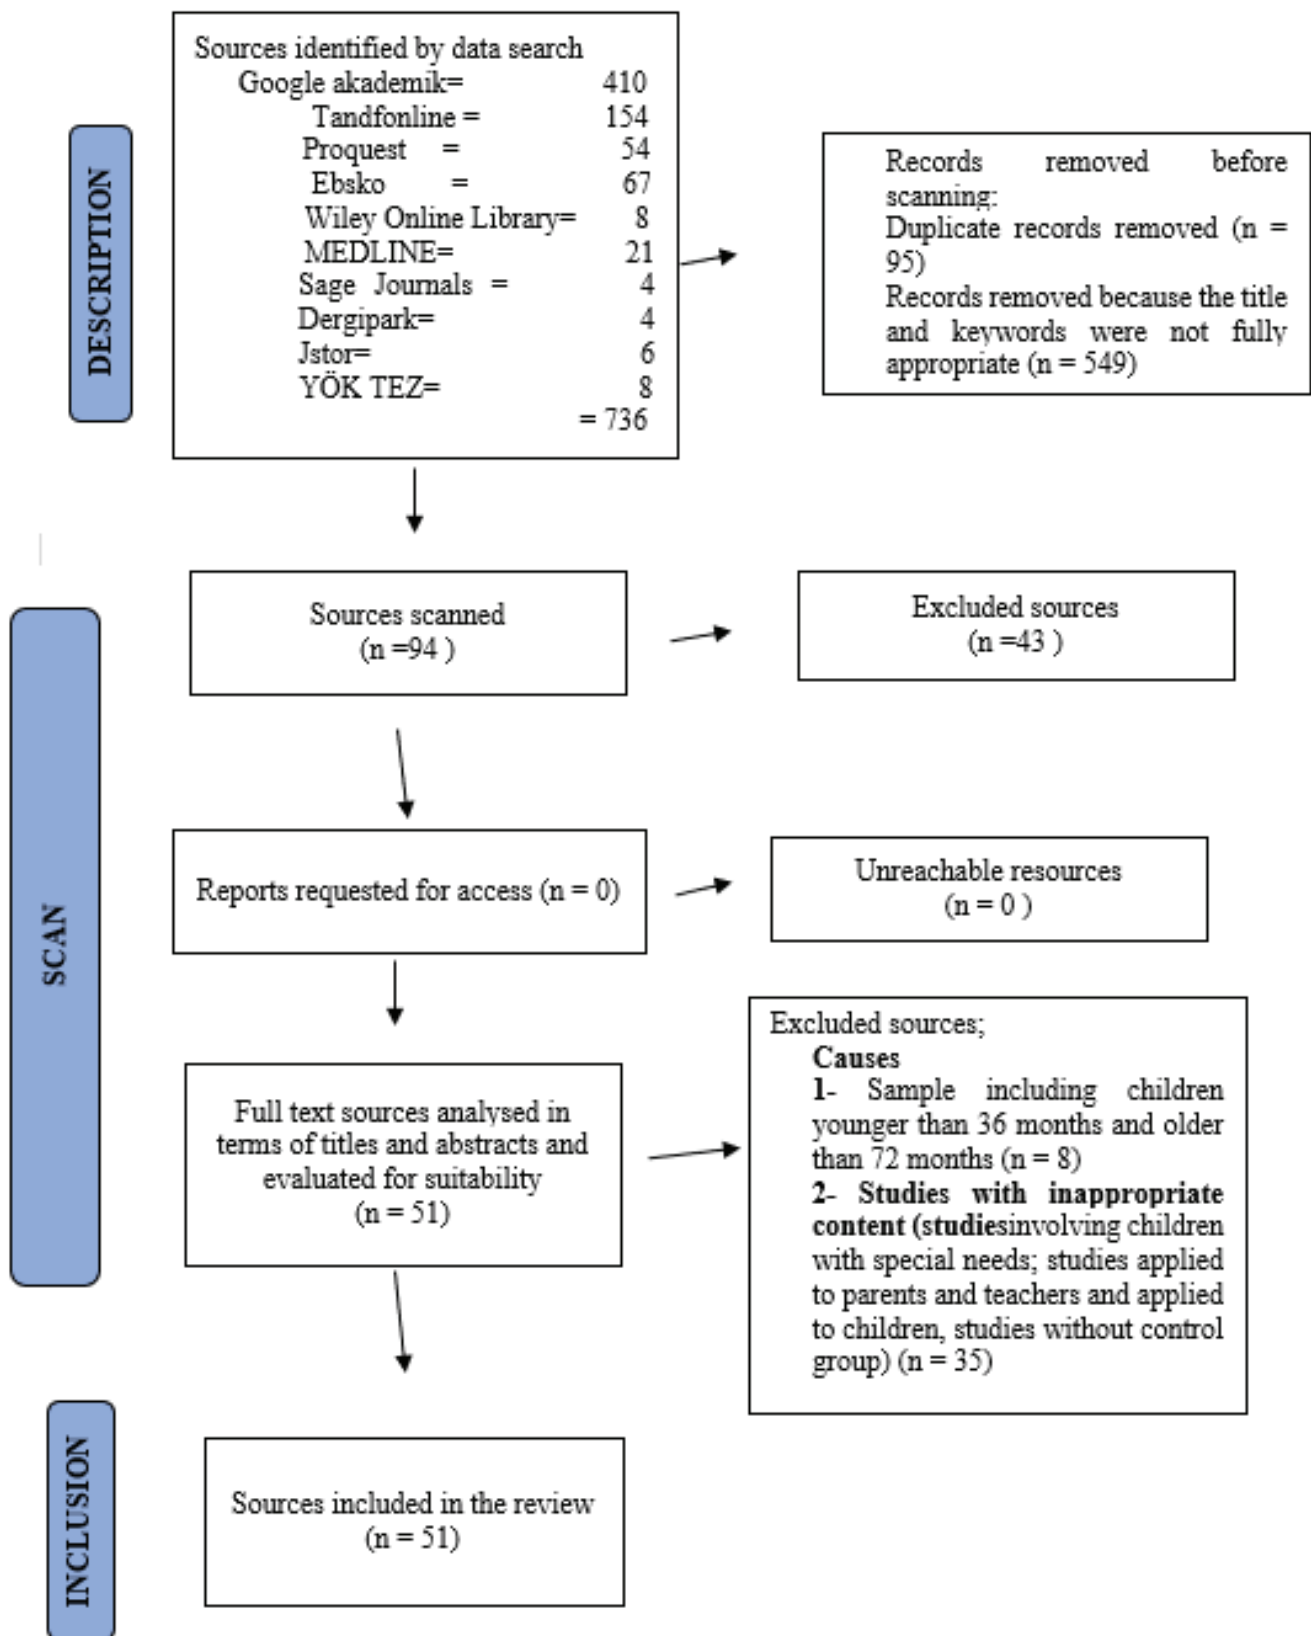 Sources identified by data search
Google akademik= 410
Tandfonline = 154
Proquest = 54
Ebsko = 67
Wiley Online Library= 8
MEDLINE= 21
Sage Journals = 4
Dergipark= 4
Jstor= 6
YÖK TEZ= 8
= 736
DESCRIPTION
Records removed before
scanning:
Duplicate records removed (n =
95)
Records removed because the title
and keywords were not fully
appropriate (n = 549)
Sources scanned
(n =94 )
Excluded sources
(n =43 )
SCAN
Reports requested for access (n = 0)
Unreachable resources
(n = 0 )
Full text sources analysed in
terms of titles and abstracts and
evaluated for suitability
(n = 51)
Excluded sources;
Causes
1- Sample including children
younger than 36 months and older
than 72 months (n = 8)
2- Studies with inappropriate
content (studiesinvolving children
with special needs; studies applied
to parents and teachers and applied
to children, studies without control
group) (n = 35)
INCLUSION
Sources included in the review
(n = 51)